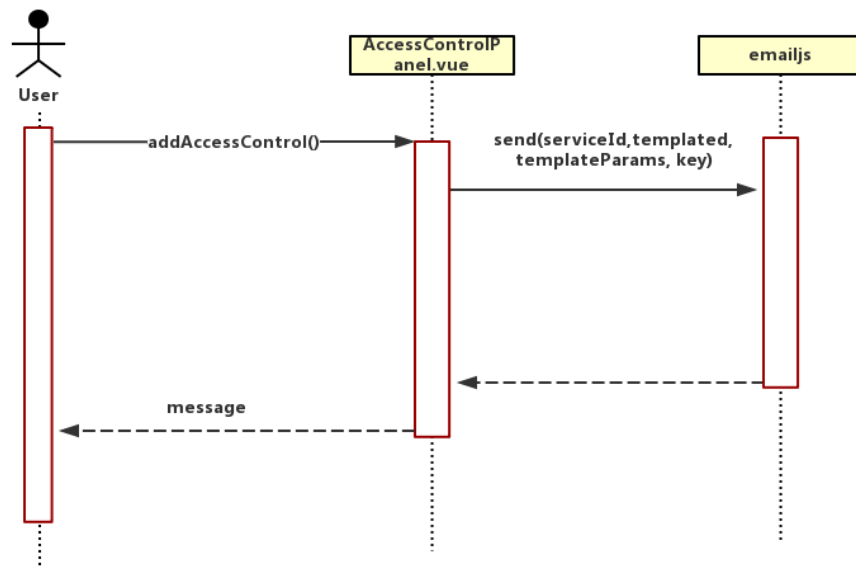 AccessControlP
anel.vue
emailjs
User
addAccessControl()
send(serviceId,templated,
templateParams, key)
message